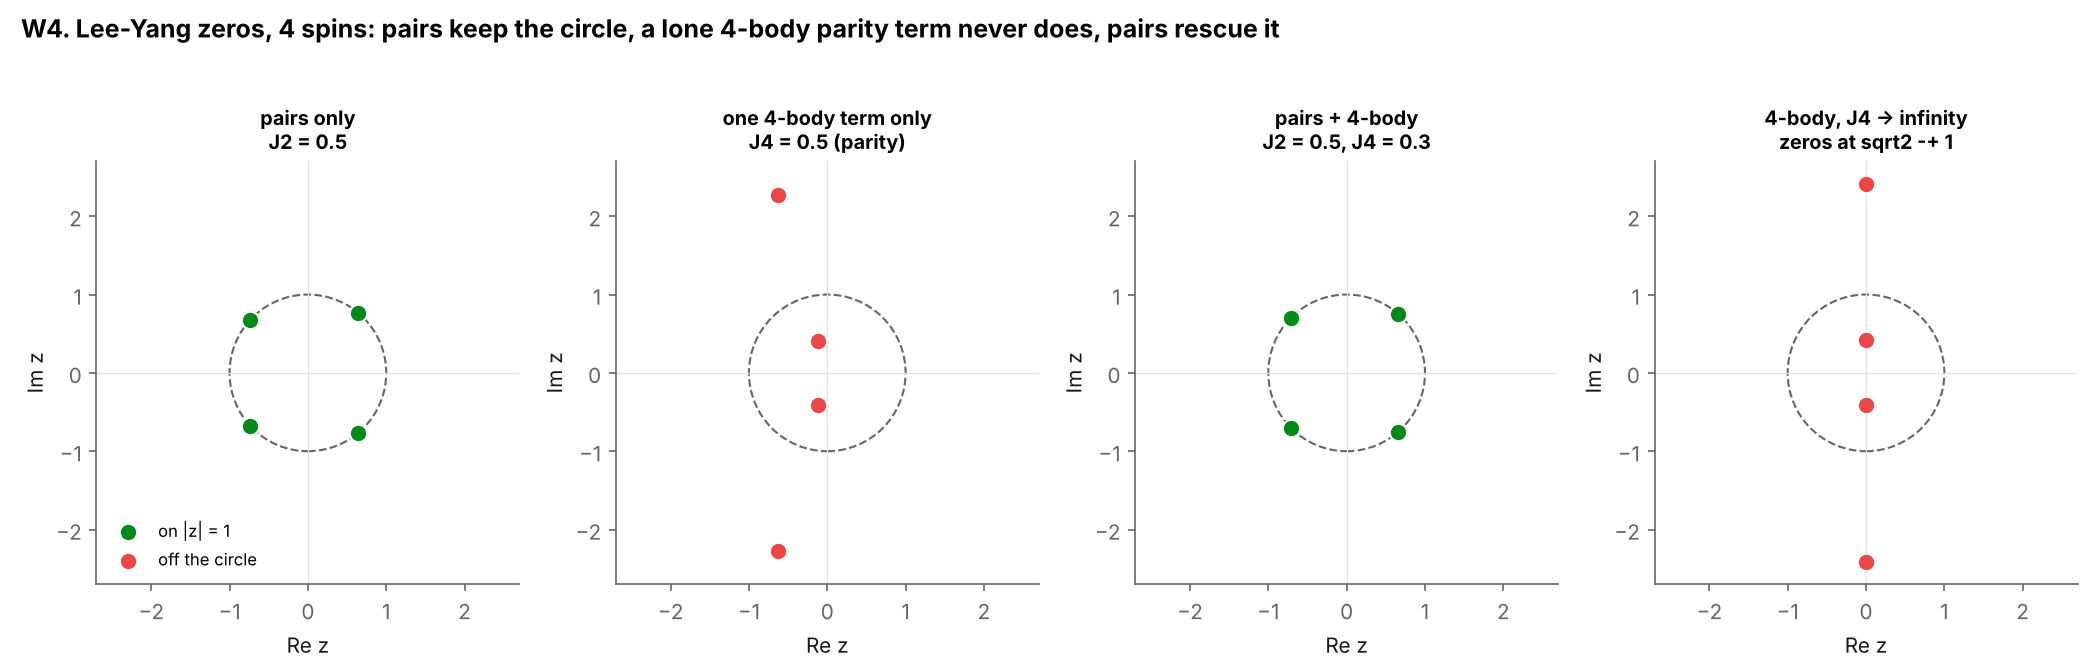 W4. Lee-Yang zeros, 4 spins: pairs keep the circle, a lone 4-body parity term never does, pairs rescue it
pairs only
J2 = 0.5
2
1
0
−1
−2
Im z
on |z| = 1
off the circle
−2
−1
0
1
2
Re z
one 4-body term only
J4 = 0.5 (parity)
2
1
0
−1
−2
Im z
−2
−1
0
1
2
Re z
pairs + 4-body
J2 = 0.5, J4 = 0.3
2
1
0
−1
−2
Im z
−2
−1
0
1
2
Re z
4-body, J4 → infinity
zeros at sqrt2 -+ 1
2
1
0
−1
−2
Im z
−2
−1
0
1
2
Re z